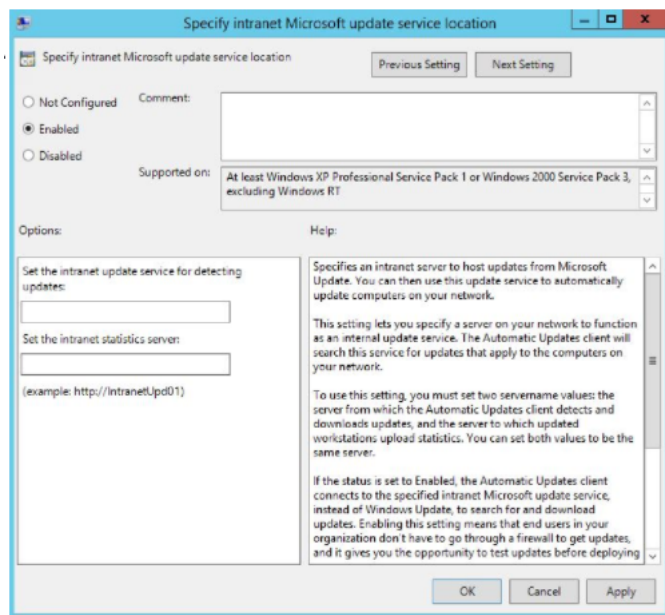 Specify intranet Microsoft update service location
Specify intranet Microsoft update service location
Previous Setting
Next Setting
Not Configured
Enabled
Disabled
Comment:
Supported on:
At least Windows XP Professional Service Pack 1 or Windows 2000 Service Pack 3,
excluding Windows RT
Options:
Help:
Set the intranet update service for detecting
updates:
Set the intranet statistics server:
(example: http://IntranetUpd01)
Specifies an intranet server to host updates from Microsoft
Update. You can then use this update service to automatically
update computers on your network.
This setting lets you specify a server on your network to function
as an internal update service. The Automatic Updates client will
search this service for updates that apply to the computers on
your network.
To use this setting, you must set two servername values: the
server from which the Automatic Updates client detects and
downloads updates, and the server to which updated
workstations upload statistics. You can set both values to be the
same server.
If the status is set to Enabled, the Automatic Updates client
connects to the specified intranet Microsoft update service,
instead of Windows Update, to search for and download
updates. Enabling this setting means that end users in your
organization don't have to go through a firewall to get updates,
and it gives you the opportunity to test updates before deploying
OK
Cancel
Apply